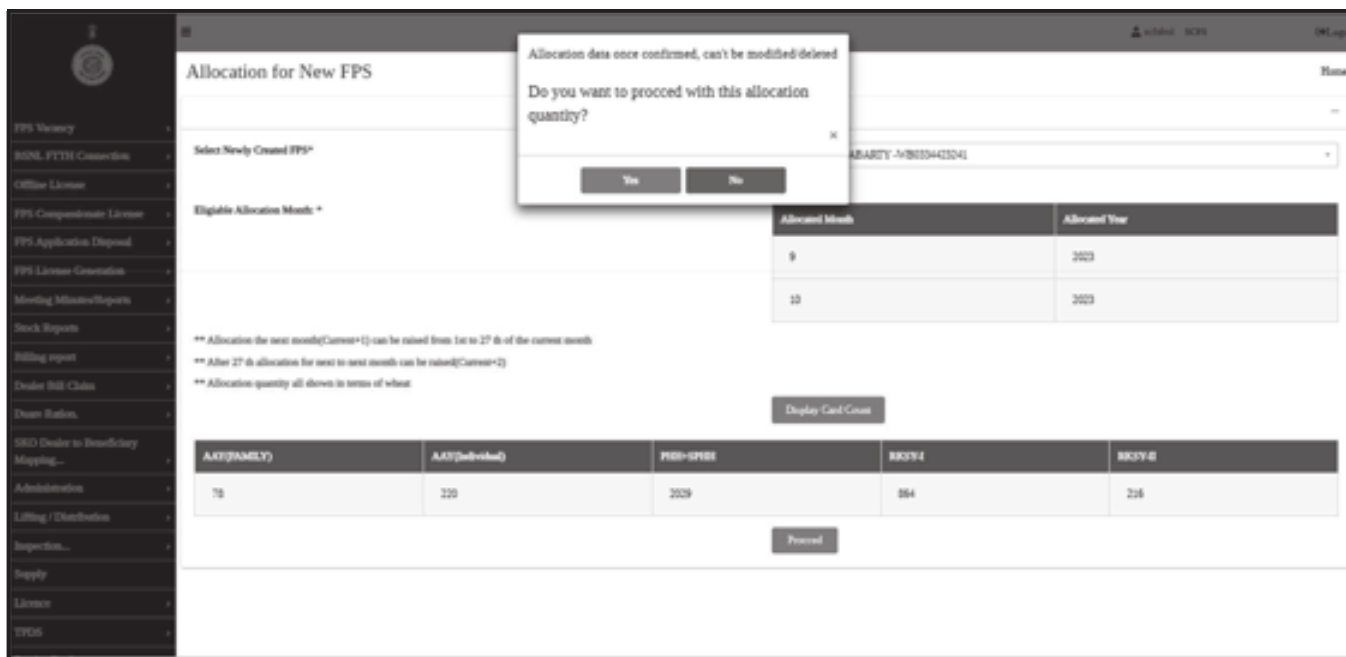 Allocation data once confirmed, can't be modified/deleted
Do you want to procced with this allocation
quantity?
×
Yes
No
Allocation for New FPS
Home
FPS Vacancy
BSNL FTTH Connection
Offline License
FPS Compassionate License
FPS Application Disposal
FPS License Generation
Meeting Minutes/Reports
Stock Reports
Billing report
Dealer Bill Claim
Duare Ration.
SKO Dealer to Beneficiary
Mapping...
Administration
Lifting / Distribution
Inspection...
Supply
Licence
TPDS
Select Newly Created FPS*
Eligiable Allocation Month: *
Allocated Month Allocated Year
9 2023
10 2023
** Allocation the next month(Current+1) can be raised from 1st to 27 th of the current month
** After 27 th allocation for next to next month can be raised(Current+2)
** Allocation quantity all shown in terms of wheat
Display Card Count
AAY(FAMILY) AAY(Individual) PHH+SPHH RKSY-I RKSY-II
78 220 2029 864 216
Proceed